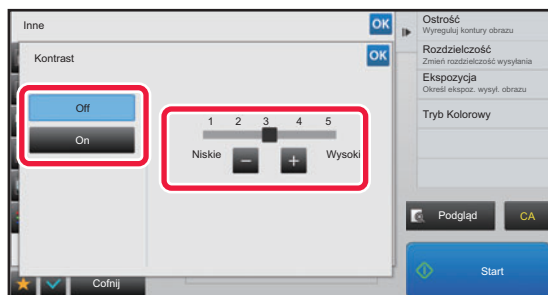 Inne
OK
Kontrast
OK
Off
On
1 2 3 4 5
Niskie − + Wysoki
Ostrość
Wyreguluj kontury obrazu
Rozdzielczość
Zmień rozdzielczość wysyłania
Ekspozycja
Określ ekspoz. wysył. obrazu
Tryb Kolorowy
Podgląd
CA
Cofnij
Start